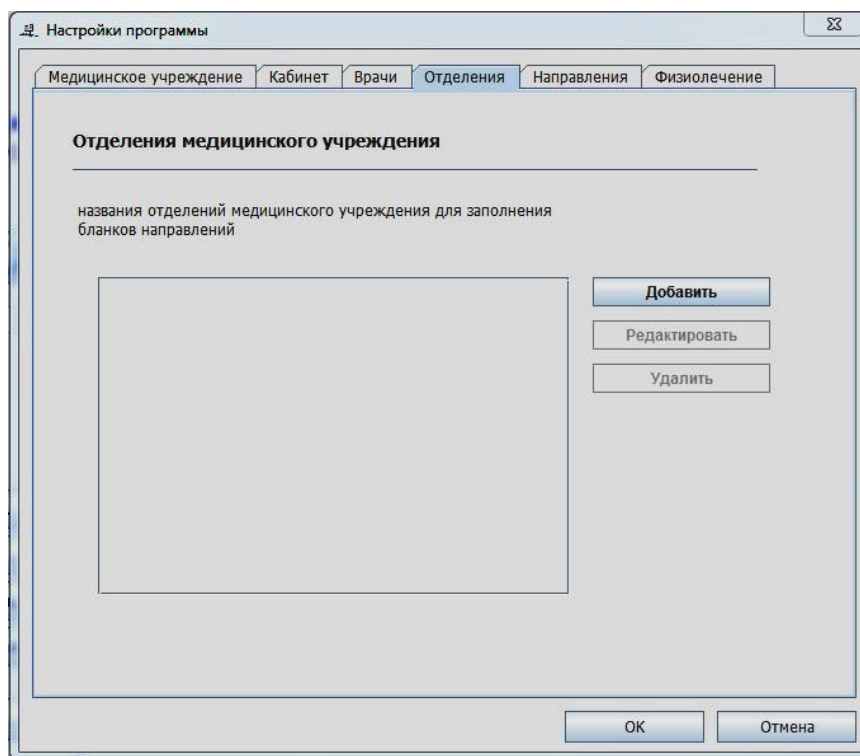 Настройки программы
Медицинское учреждение Кабинет Врачи Отделения Направления Физиолечение
Отделения медицинского учреждения
названия отделений медицинского учреждения для заполнения
бланков направлений
Добавить
Редактировать
Удалить
OK Отмена